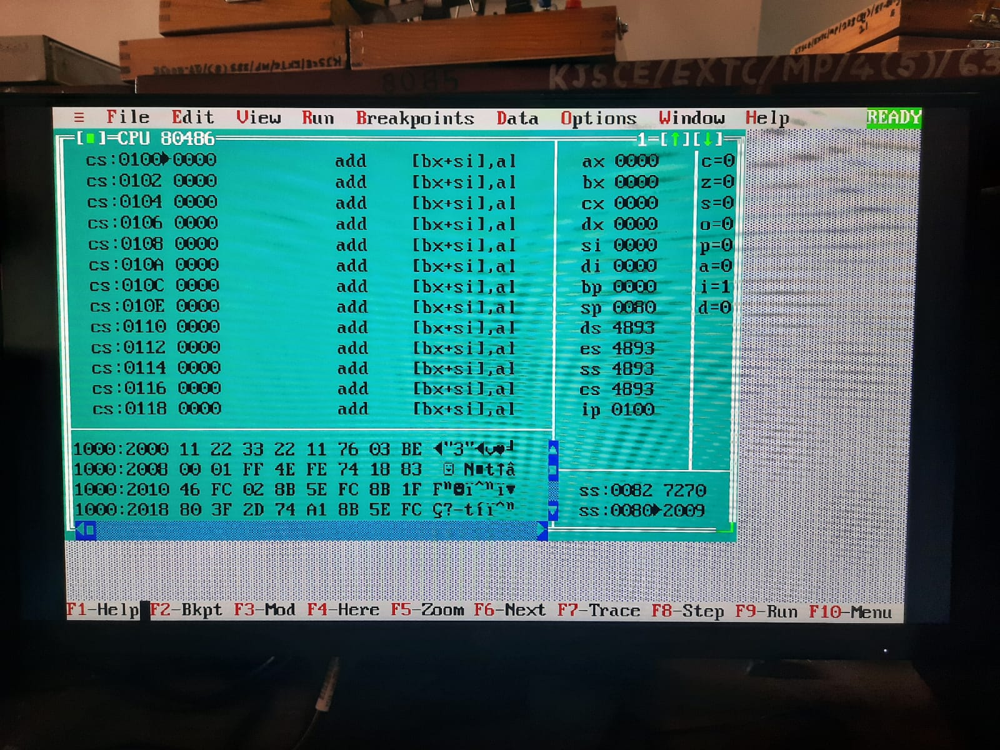 KJSCE/EXTC/MP/4(5)/63
8085
≡ File Edit View Run Breakpoints Data Options Window Help READY
[■]=CPU 80486 1=[↑][↓]
cs:0100▶0000 add [bx+si],al ax 0000 c=0
cs:0102 0000 add [bx+si],al bx 0000 z=0
cs:0104 0000 add [bx+si],al cx 0000 s=0
cs:0106 0000 add [bx+si],al dx 0000 o=0
cs:0108 0000 add [bx+si],al si 0000 p=0
cs:010A 0000 add [bx+si],al di 0000 a=0
cs:010C 0000 add [bx+si],al bp 0000 i=1
cs:010E 0000 add [bx+si],al sp 0080 d=0
cs:0110 0000 add [bx+si],al ds 4893
cs:0112 0000 add [bx+si],al es 4893
cs:0114 0000 add [bx+si],al ss 4893
cs:0116 0000 add [bx+si],al cs 4893
cs:0118 0000 add [bx+si],al ip 0100
1000:2000 11 22 33 22 11 76 03 BE ◀"3"◀v♥╛
1000:2008 00 01 FF 4E FE 74 18 83 ☺ N■t↑â
1000:2010 46 FC 02 8B 5E FC 8B 1F Fⁿ☻ï^ⁿï▼
1000:2018 80 3F 2D 74 A1 8B 5E FC Ç?-tíï^ⁿ
ss:0082 7270
ss:0080▶2009
F1-Help F2-Bkpt F3-Mod F4-Here F5-Zoom F6-Next F7-Trace F8-Step F9-Run F10-Menu